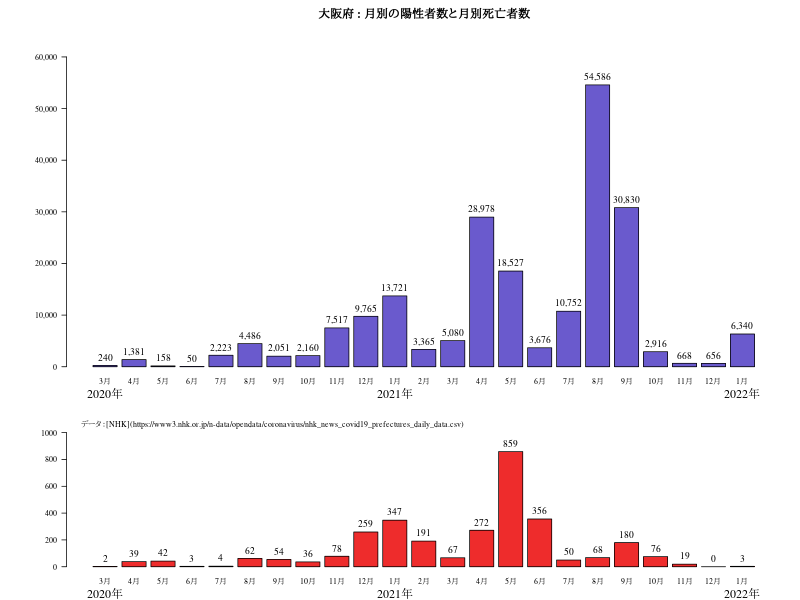 大阪府 : 月別の陽性者数と月別死亡者数
60,000
50,000
40,000
30,000
20,000
10,000
0
240 1,381 158 50 2,223 4,486 2,051 2,160 7,517 9,765 13,721 3,365 5,080 28,978 18,527 3,676 10,752 54,586 30,830 2,916 668 656 6,340
3月 4月 5月 6月 7月 8月 9月 10月 11月 12月 1月 2月 3月 4月 5月 6月 7月 8月 9月 10月 11月 12月 1月
2020年 2021年 2022年
データ:[NHK](https://www3.nhk.or.jp/n-data/opendata/coronavirus/nhk_news_covid19_prefectures_daily_data.csv)
1000
800
600
400
200
0
2 39 42 3 4 62 54 36 78 259 347 191 67 272 859 356 50 68 180 76 19 0 3
3月 4月 5月 6月 7月 8月 9月 10月 11月 12月 1月 2月 3月 4月 5月 6月 7月 8月 9月 10月 11月 12月 1月
2020年 2021年 2022年